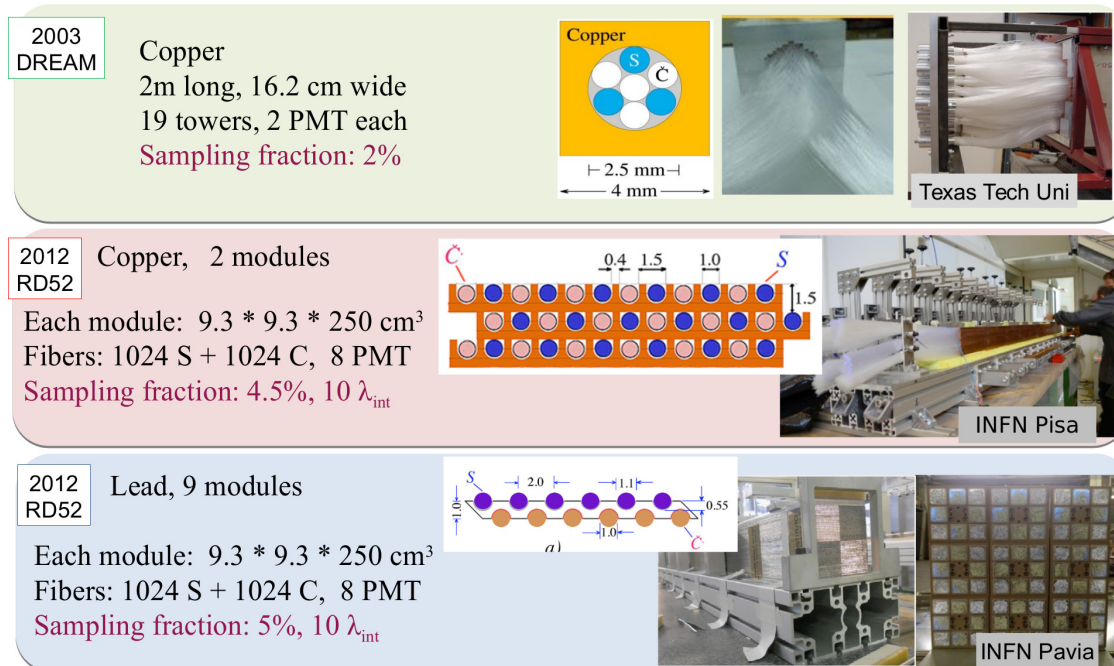 2003
DREAM
Copper
2m long, 16.2 cm wide
19 towers, 2 PMT each
Sampling fraction: 2%
Copper
S
Č
2.5 mm
4 mm
Texas Tech Uni
2012
RD52
Copper, 2 modules
Each module: 9.3 * 9.3 * 250 cm³
Fibers: 1024 S + 1024 C, 8 PMT
Sampling fraction: 4.5%, 10 λint
Č
0.4
1.5
1.0
S
1.5
INFN Pisa
2012
RD52
Lead, 9 modules
Each module: 9.3 * 9.3 * 250 cm³
Fibers: 1024 S + 1024 C, 8 PMT
Sampling fraction: 5%, 10 λint
S
2.0
1.1
1.0
0.55
1.0
Č
a)
INFN Pavia